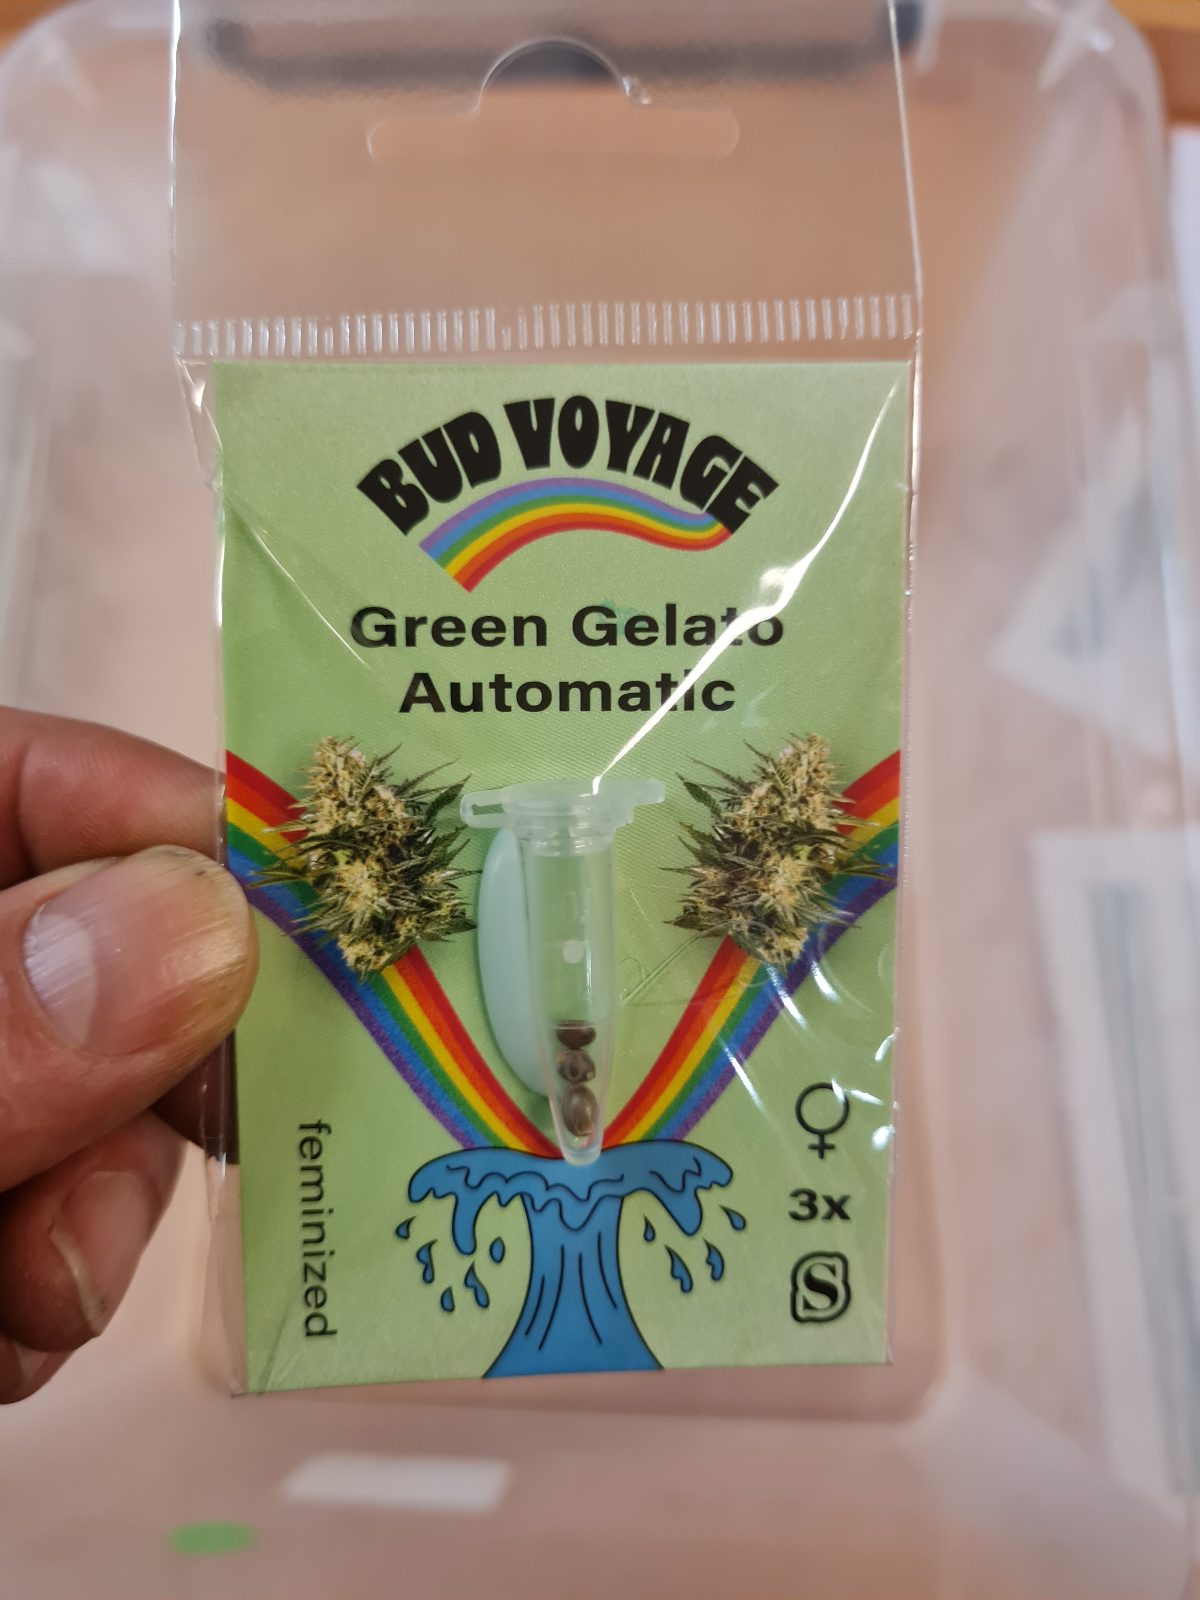 BUD VOYAGE
Green Gelato
Automatic
feminized
♀
3x
S